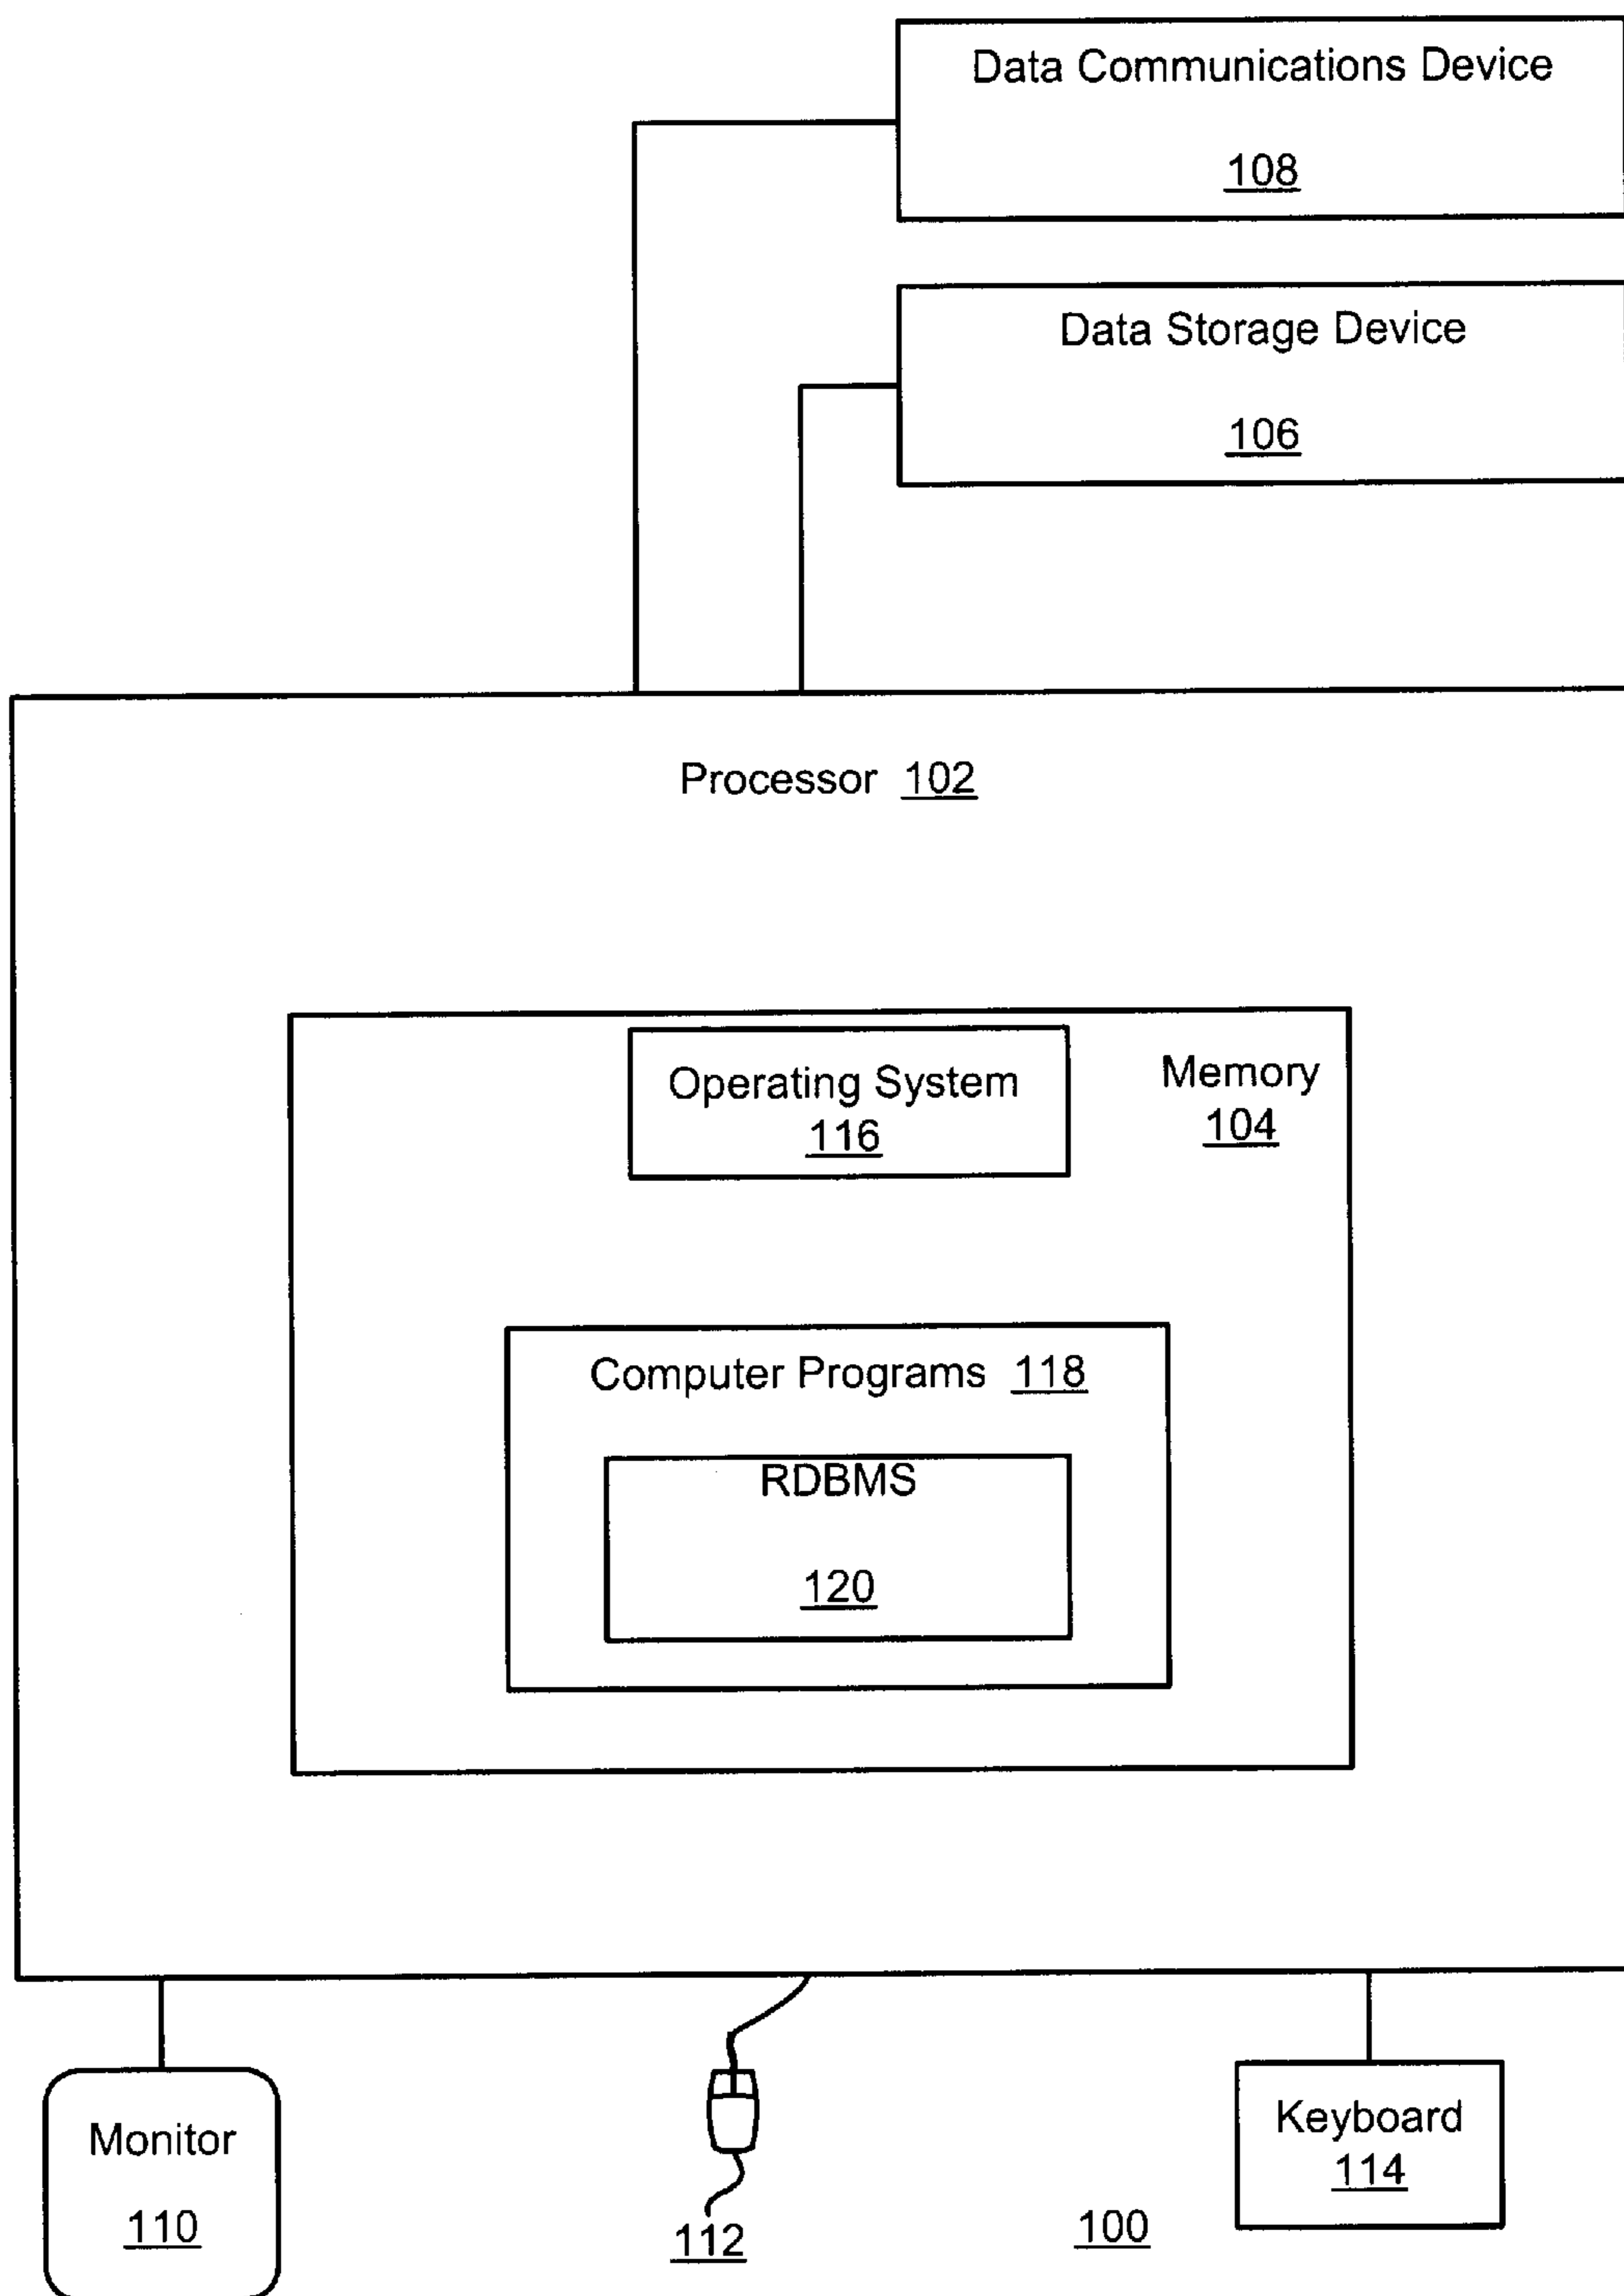 Data Communications Device
108
Data Storage Device
106
Processor 102
Operating System
116
Memory
104
Computer Programs 118
RDBMS
120
Monitor
110
112
100
Keyboard
114